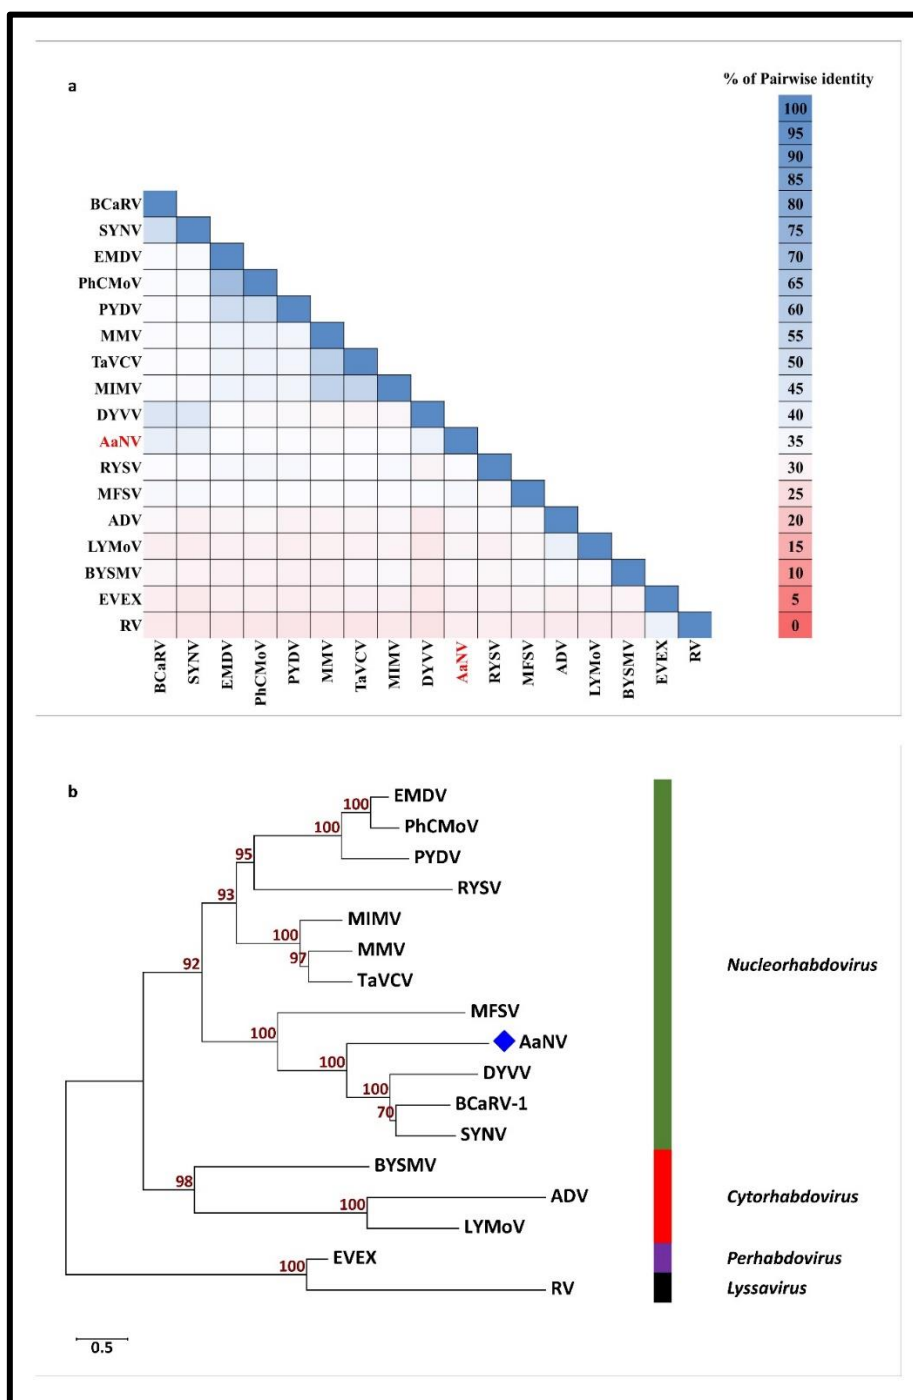 a
% of Pairwise identity
100
95
90
85
80
75
70
65
60
55
50
45
40
35
30
25
20
15
10
5
0
BCaRV
SYNV
EMDV
PhCMoV
PYDV
MMV
TaVCV
MIMV
DYVV
AaNV
RYSV
MFSV
ADV
LYMoV
BYSMV
EVEX
RV
BCaRV
SYNV
EMDV
PhCMoV
PYDV
MMV
TaVCV
MIMV
DYVV
AaNV
RYSV
MFSV
ADV
LYMoV
BYSMV
EVEX
RV
b
100 EMDV
100 PhCMoV
PYDV
95
RYSV
93
MIMV
100
MMV
97
92
TaVCV
Nucleorhabdovirus
MFSV
100
AaNV
100
DYVV
100
BCaRV-1
70
SYNV
BYSMV
98
ADV
Cytorhabdovirus
100
LYMoV
EVEX
Perhabdovirus
100
RV
Lyssavirus
0.5